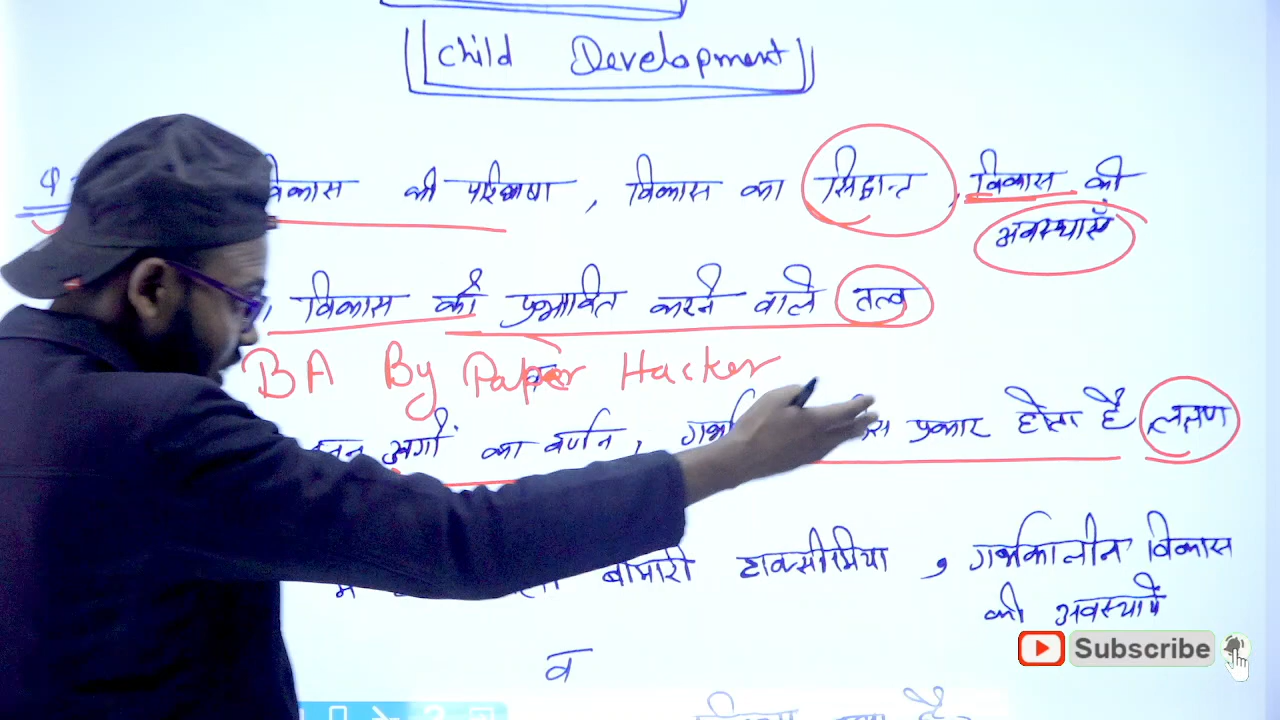 Child Development
विकास की परिभाषा , विकास का सिद्धान्त , विकास की
अवस्थाएँ
, विकास को प्रभावित करने वाले तत्व
BA By Paper Hacker
अंगों का वर्णन , प्रकार होता है लक्षण
में बीमारी टाक्सीमिया , गर्भकालीन विकास
की अवस्थायें
Subscribe
व